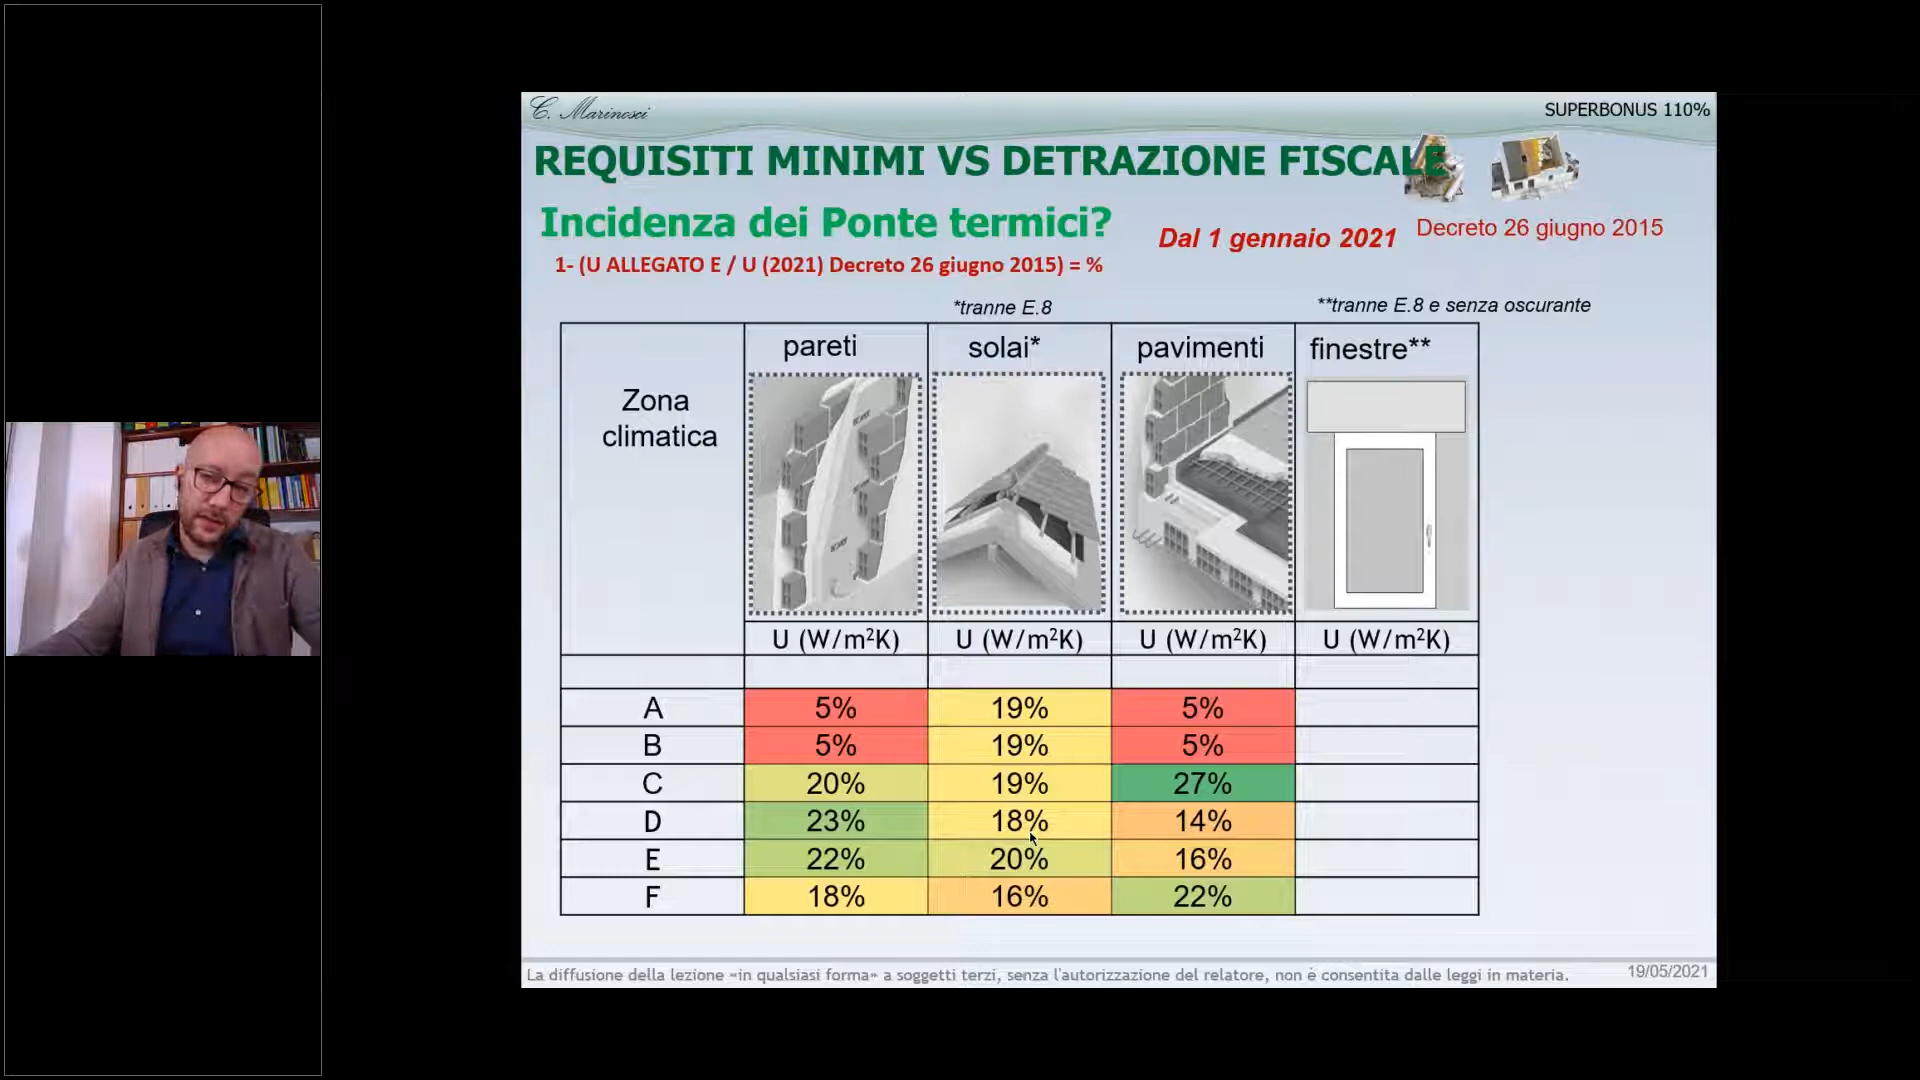 C. Marinosci
SUPERBONUS 110%
REQUISITI MINIMI VS DETRAZIONE FISCALE
Incidenza dei Ponte termici?
Dal 1 gennaio 2021
Decreto 26 giugno 2015
1- (U ALLEGATO E / U (2021) Decreto 26 giugno 2015) = %
*tranne E.8
**tranne E.8 e senza oscurante
Zona
climatica
pareti
solai*
pavimenti
finestre**
U (W/m²K)
U (W/m²K)
U (W/m²K)
U (W/m²K)
A 5% 19% 5%
B 5% 19% 5%
C 20% 19% 27%
D 23% 18% 14%
E 22% 20% 16%
F 18% 16% 22%
La diffusione della lezione «in qualsiasi forma» a soggetti terzi, senza l'autorizzazione del relatore, non è consentita dalle leggi in materia.
19/05/2021